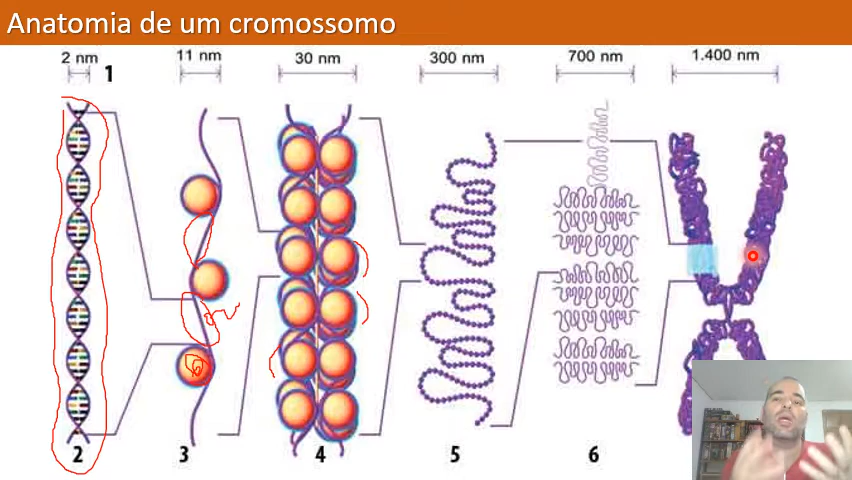 Anatomia de um cromossomo
2 nm 11 nm 30 nm 300 nm 700 nm 1.400 nm
1
2 3 4 5 6